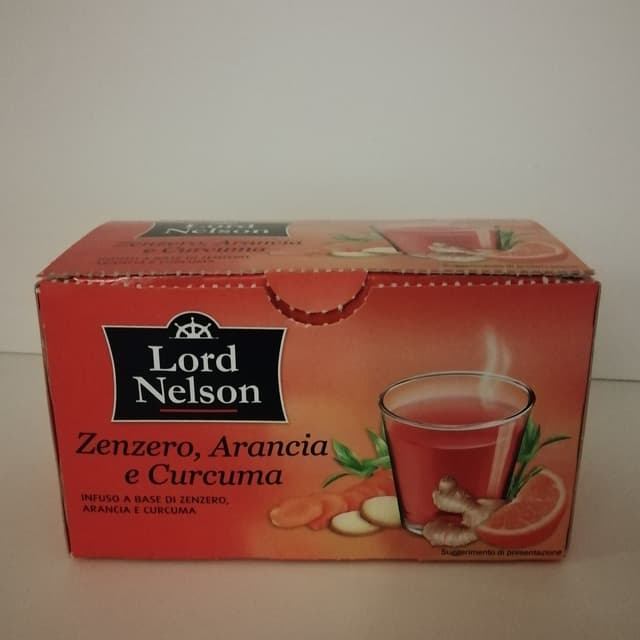 Lord
Nelson
Zenzero, Arancia
e Curcuma
Lord
Nelson
Zenzero, Arancia
e Curcuma
INFUSO A BASE DI ZENZERO,
ARANCIA E CURCUMA
Suggerimento di presentazione